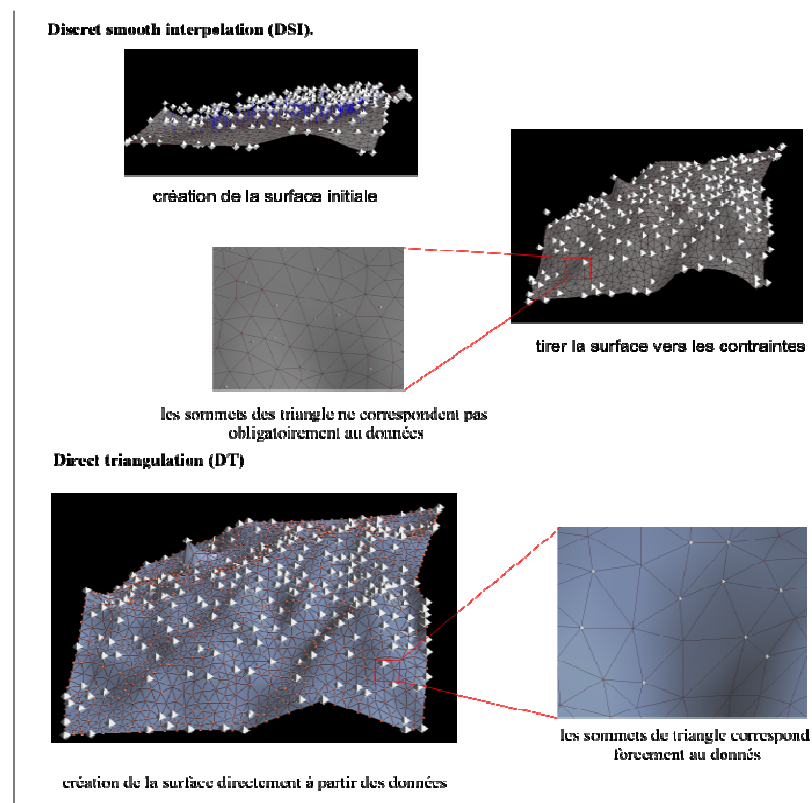 Discret smooth interpolation (DSI).
création de la surface initiale
tirer la surface vers les contraintes
les sommets des triangle ne correspondent pas
obligatoirement au données
Direct triangulation (DT)
les sommets de triangle correspond
forcement au donnés
création de la surface directement à partir des données